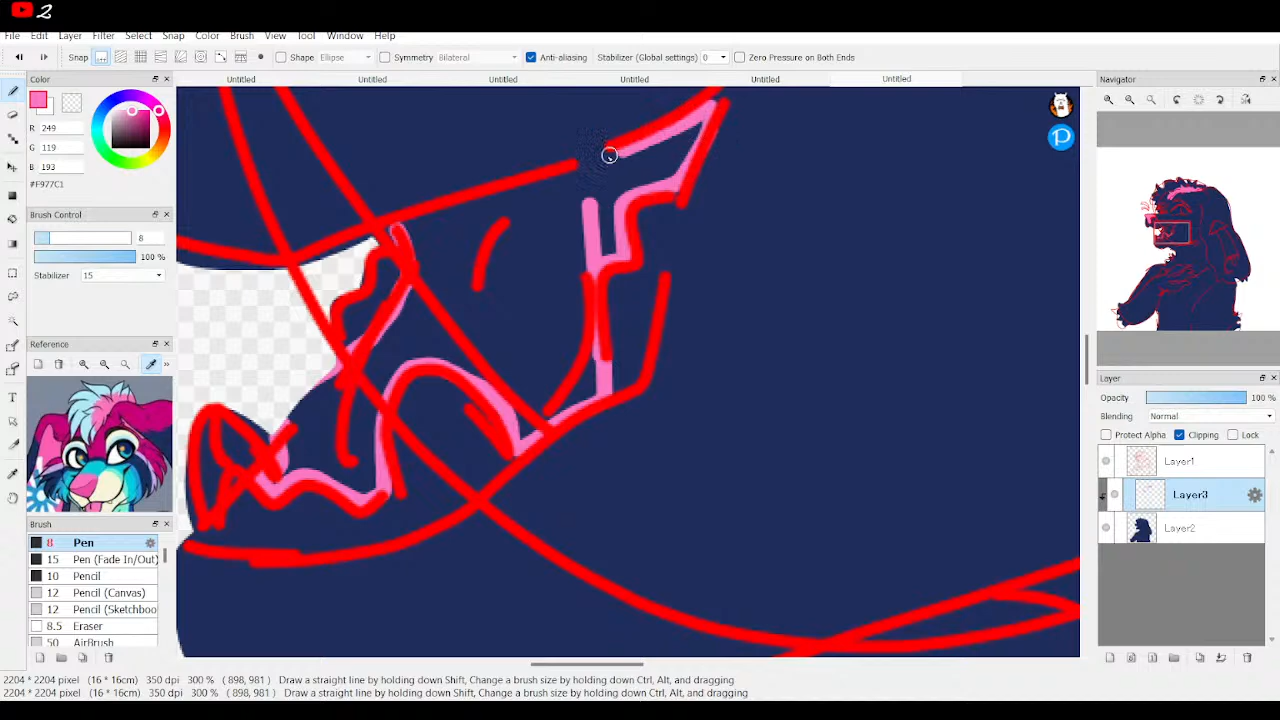 2
File Edit Layer Filter Select Snap Color Brush View Tool Window Help
Snap Shape Ellipse Symmetry Bilateral Anti-aliasing Stabilizer (Global settings) 0 Zero Pressure on Both Ends
Color
Untitled Untitled Untitled Untitled Untitled Untitled
Navigator
R 249
G 119
B 193
#F977C1
Brush Control
8
100 %
Stabilizer 15
Reference
Brush
8 Pen
15 Pen (Fade In/Out)
10 Pencil
12 Pencil (Canvas)
12 Pencil (Sketchboo
8.5 Eraser
50 AirBrush
Layer
Opacity 100 %
Blending Normal
Protect Alpha Clipping Lock
Layer1
Layer3
Layer2
2204 * 2204 pixel (16 * 16cm) 350 dpi 300 % ( 898, 981 ) Draw a straight line by holding down Shift, Change a brush size by holding down Ctrl, Alt, and dragging
2204 * 2204 pixel (16 * 16cm) 350 dpi 300 % ( 898, 981 ) Draw a straight line by holding down Shift, Change a brush size by holding down Ctrl, Alt, and dragging